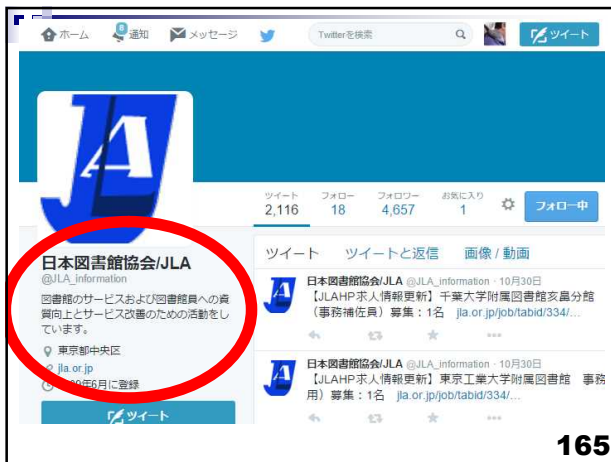 ホーム 通知 メッセージ Twitterを検索 ツイート
8
JA
ツイート フォロー フォロワー お気に入り
2,116 18 4,657 1 フォロー中
日本図書館協会/JLA
@JLA_information
図書館のサービスおよび図書館員への資
質向上とサービス改善のための活動をし
ています。
東京都中央区
jla.or.jp
09年6月に登録
ツイート
ツイート ツイートと返信 画像 / 動画
日本図書館協会/JLA @JLA_information · 10月30日
【JLAHP求人情報更新】千葉大学附属図書館亥鼻分館
（事務補佐員）募集：1名 jla.or.jp/job/tabid/334/...
日本図書館協会/JLA @JLA_information · 10月30日
【JLAHP求人情報更新】東京工業大学附属図書館 事務
用）募集：1名 jla.or.jp/job/tabid/334/...
165